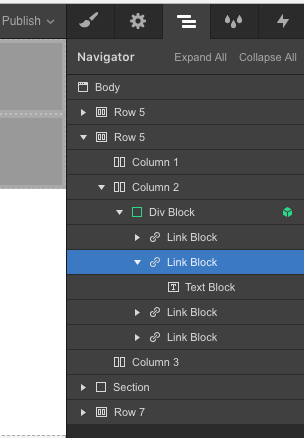 Publish
Navigator Expand All Collapse All
Body
Row 5
Row 5
Column 1
Column 2
Div Block
Link Block
Link Block
T Text Block
Link Block
Link Block
Column 3
Section
Row 7